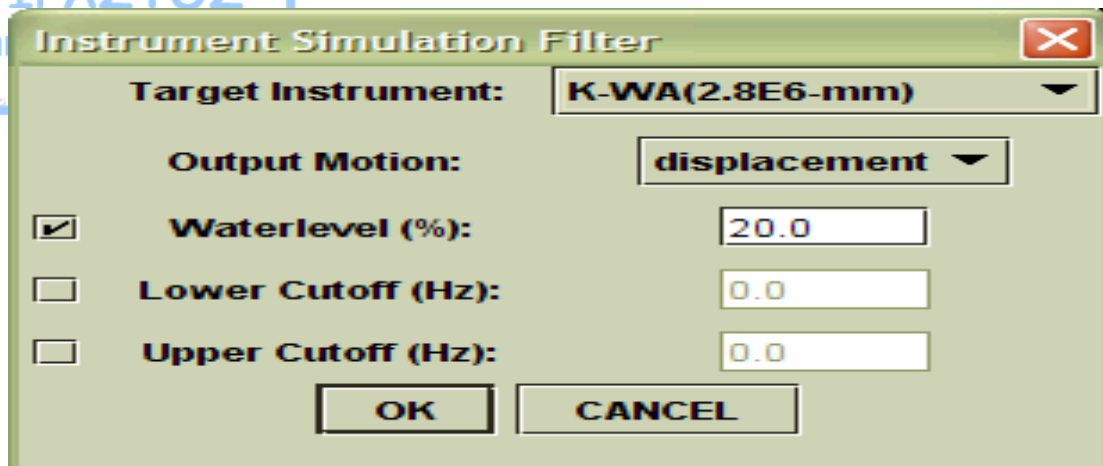 Instrument Simulation Filter
Target Instrument: K-WA(2.8E6-mm)
Output Motion: displacement
Waterlevel (%): 20.0
Lower Cutoff (Hz): 0.0
Upper Cutoff (Hz): 0.0
OK CANCEL